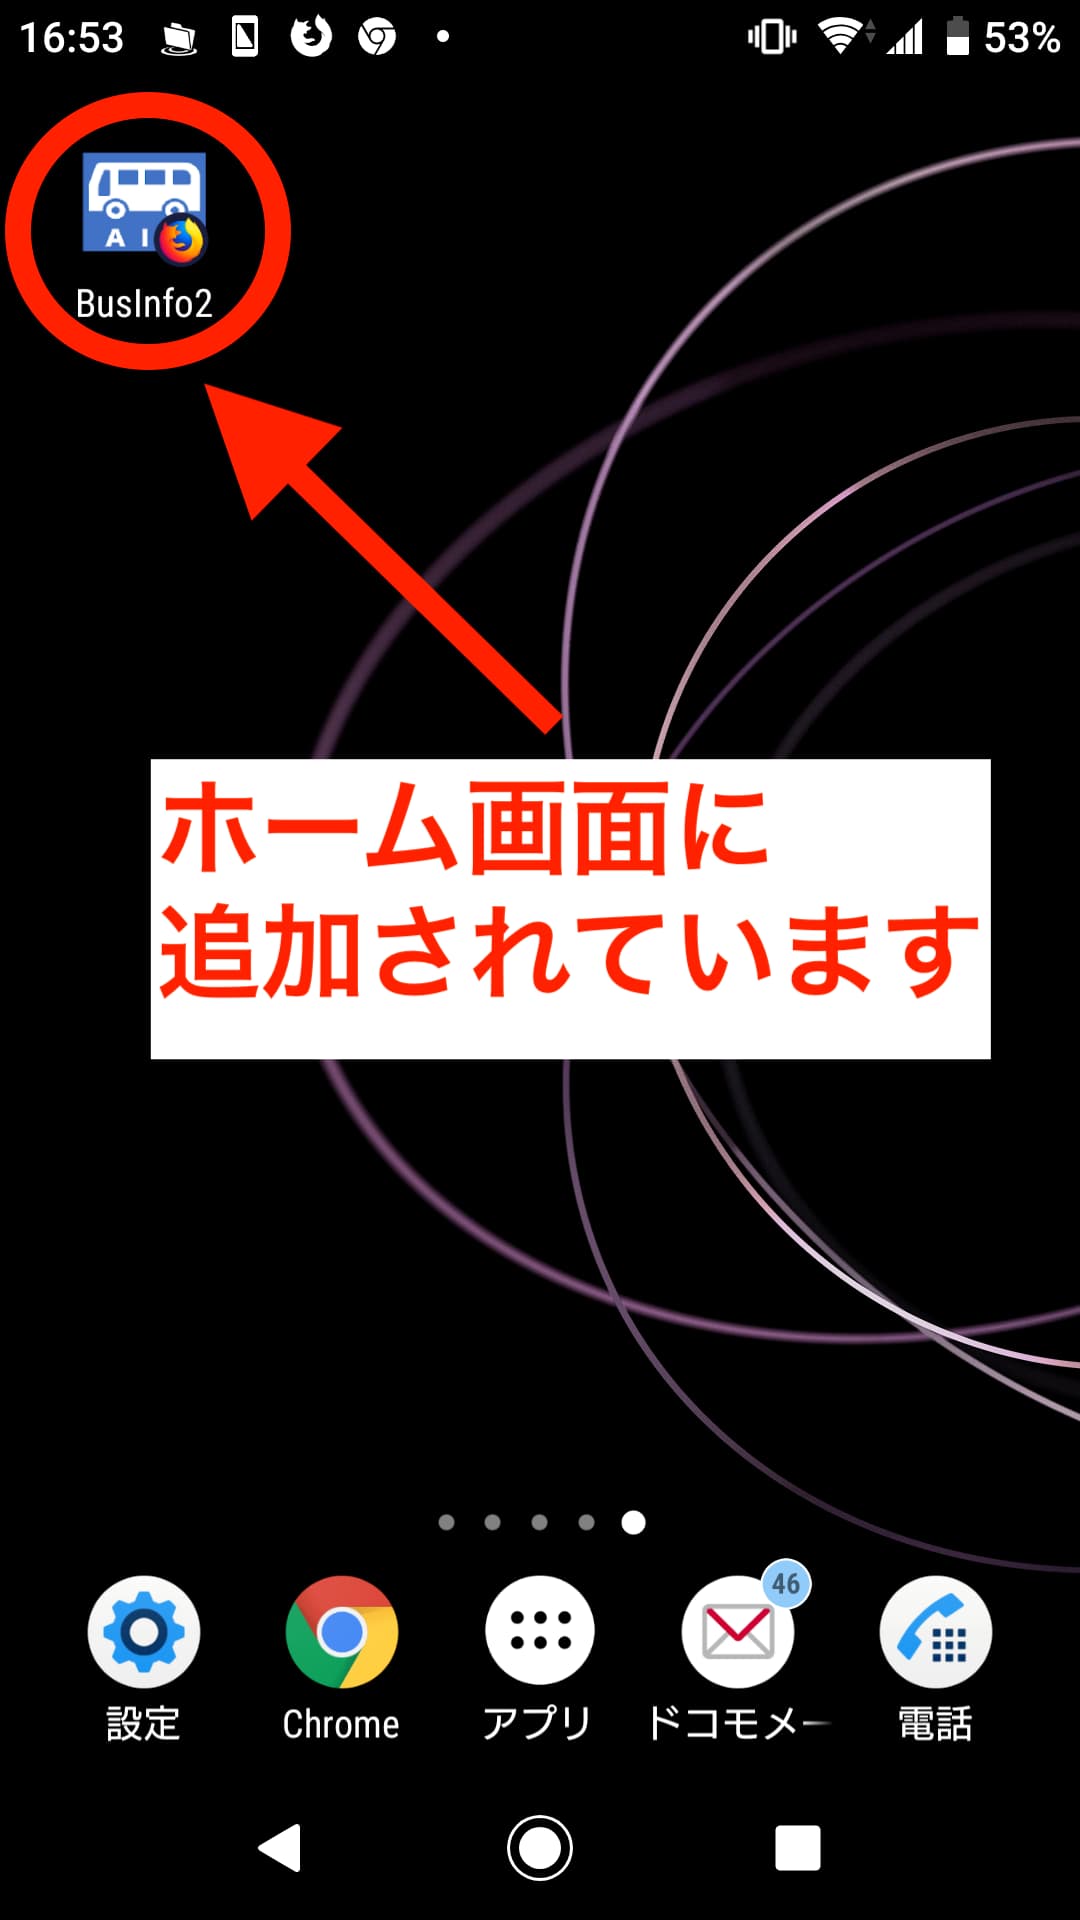 16:53
53%
A I
BusInfo2
ホーム画面に
追加されています
46
設定
Chrome
アプリ
ドコモメー
電話